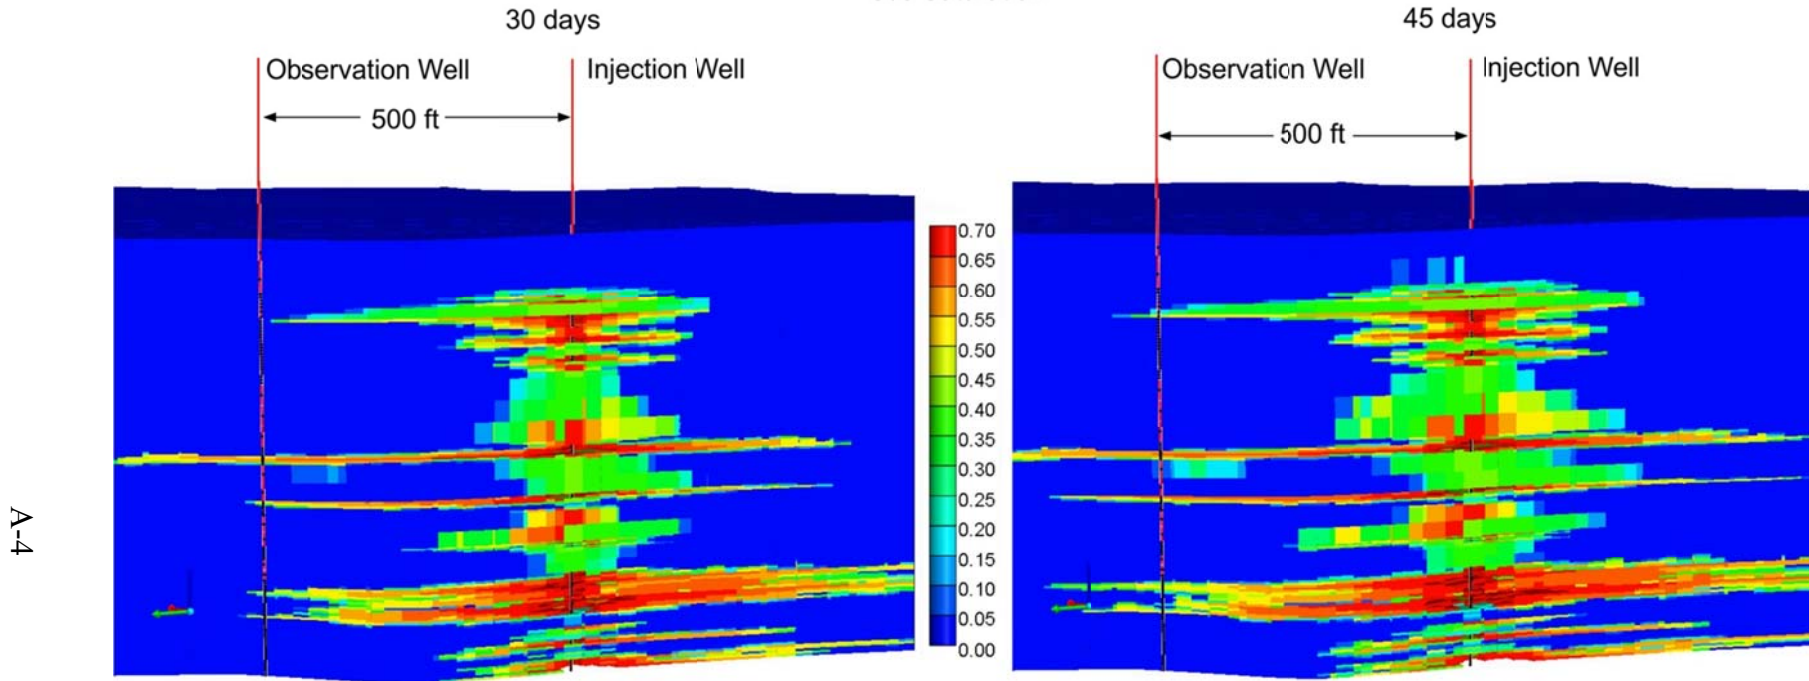 30 days
45 days
Observation Well
Injection Well
Observation Well
Injection Well
500 ft
500 ft
0.70
0.65
0.60
0.55
0.50
0.45
0.40
0.35
0.30
0.25
0.20
0.15
0.10
0.05
0.00
A-4